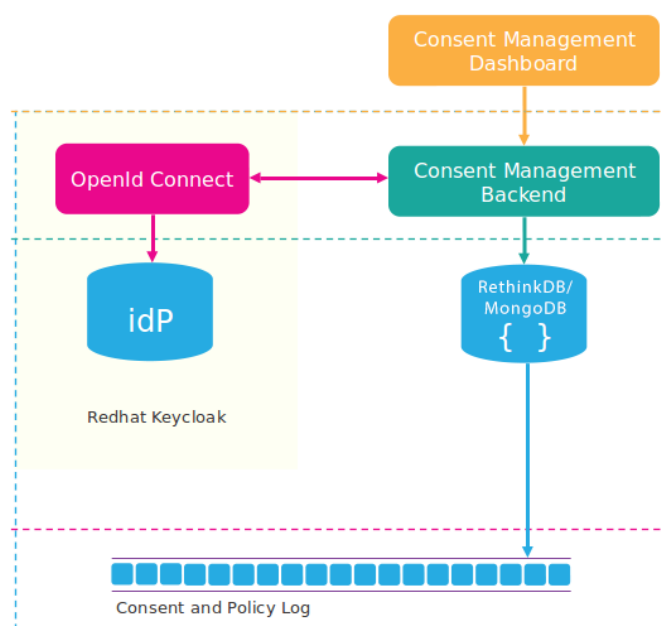 Consent Management
Dashboard
OpenId Connect
Consent Management
Backend
idP
RethinkDB/
MongoDB
{ }
Redhat Keycloak
Consent and Policy Log